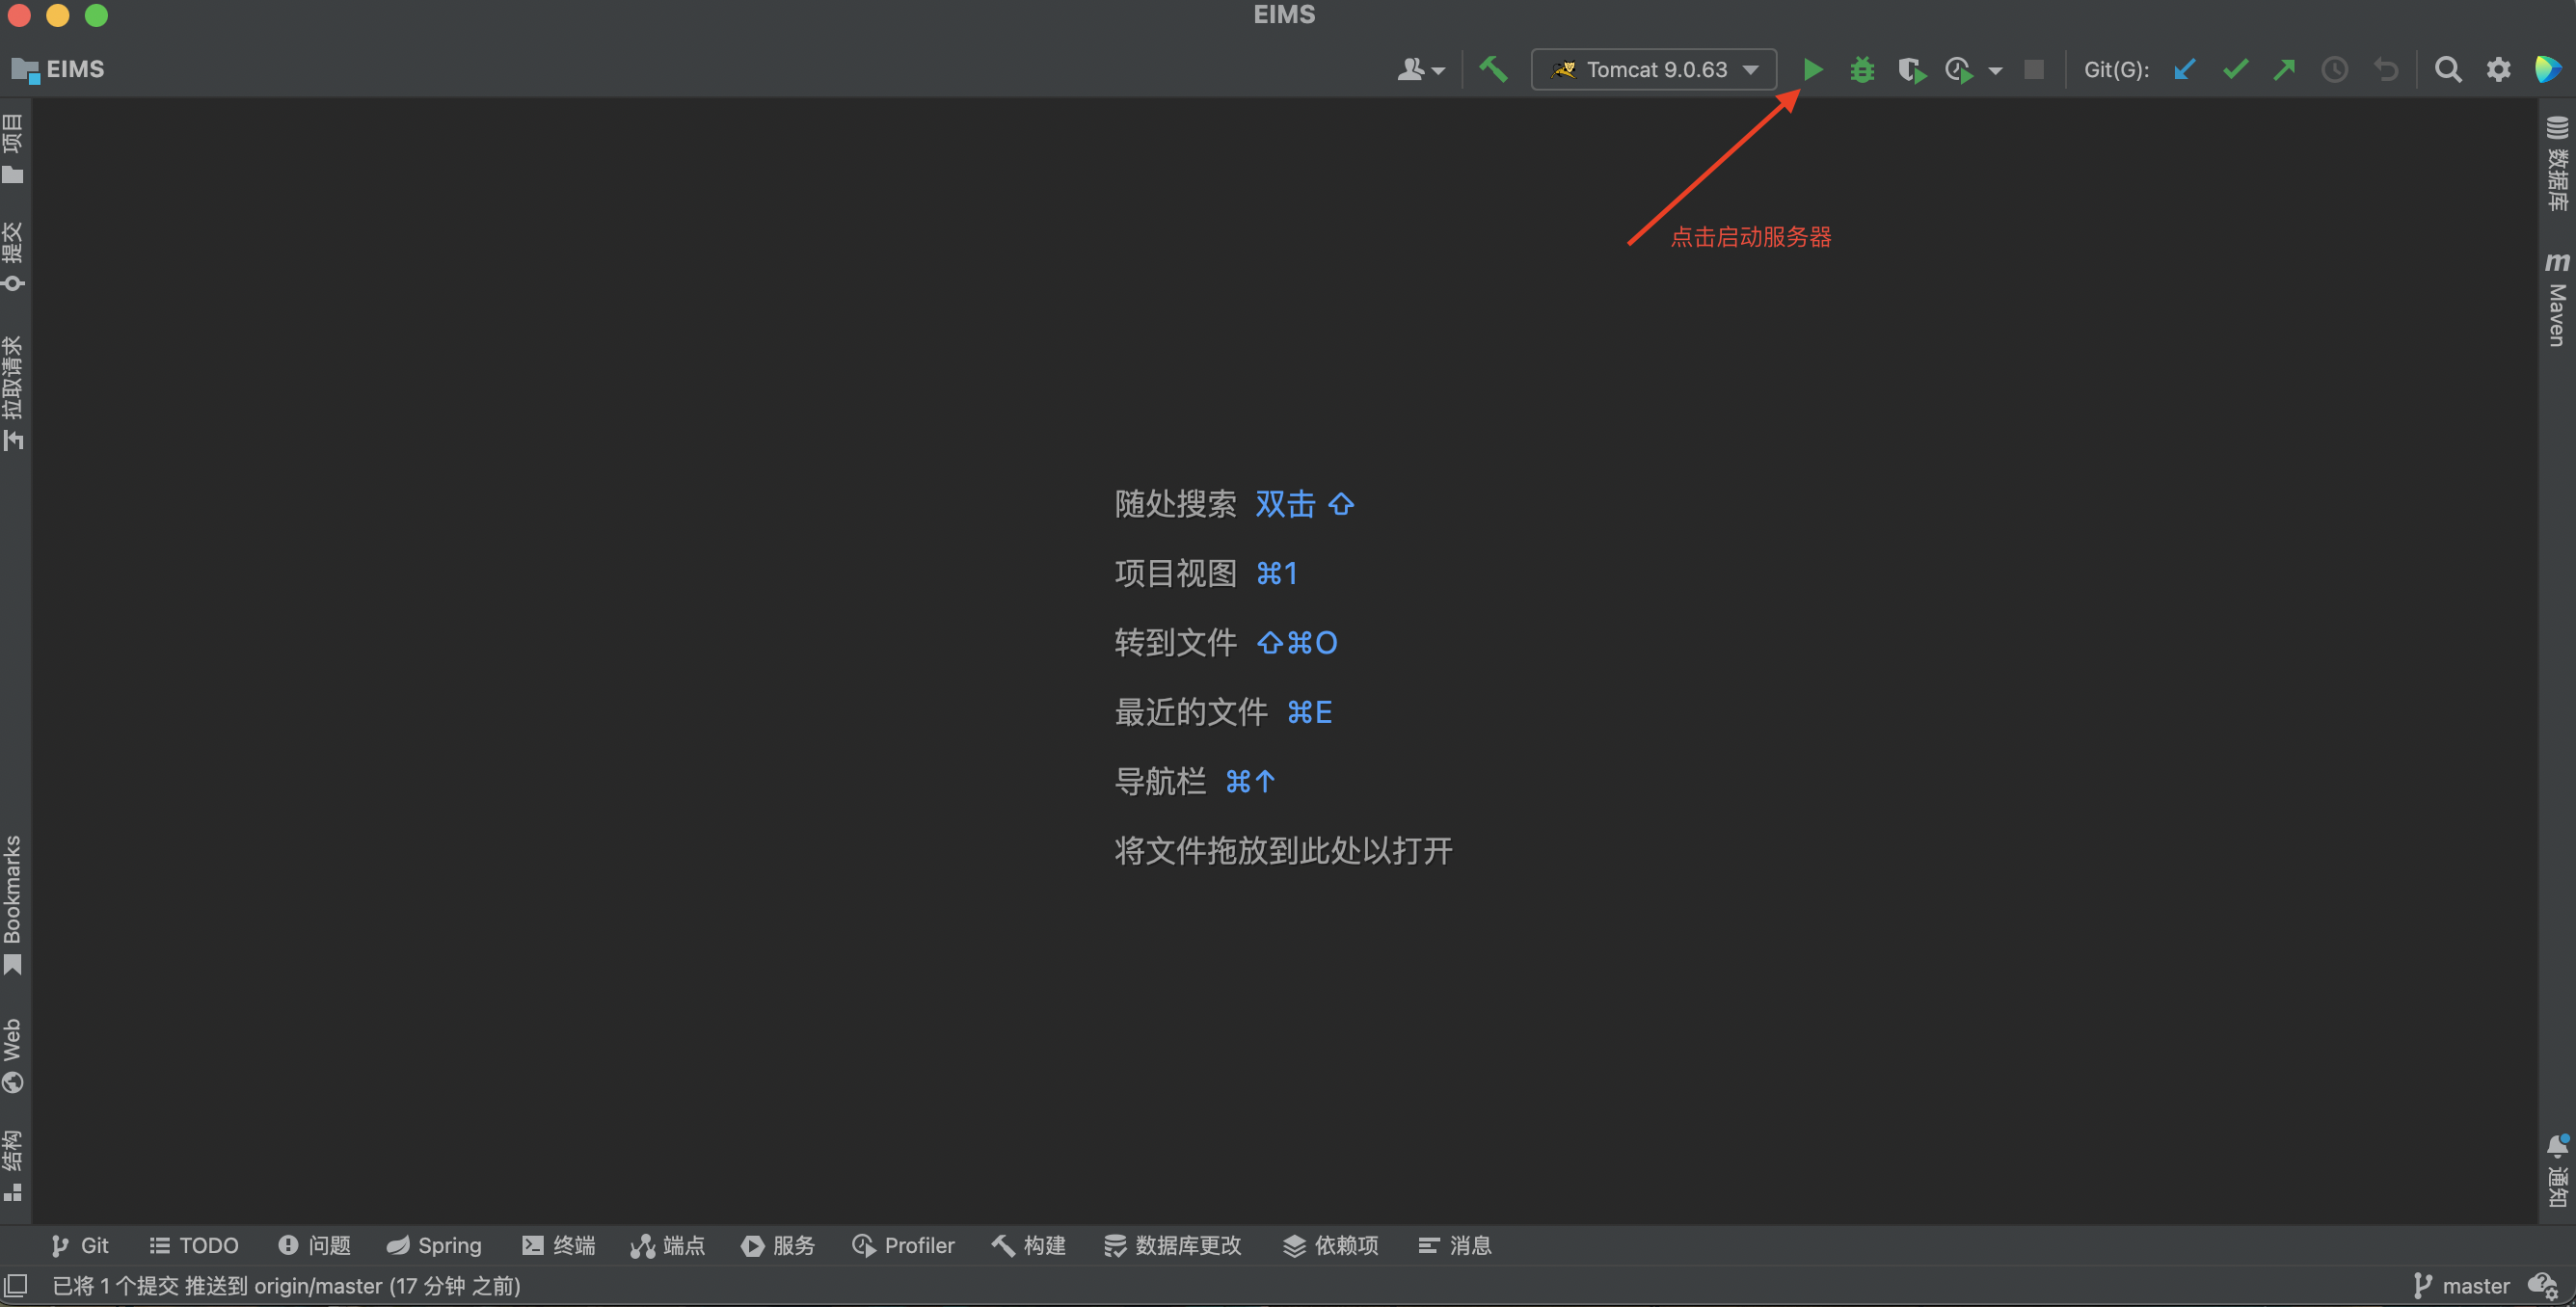 EIMS
EIMS
Tomcat 9.0.63
Git(G):
点击启动服务器
项目
提交
拉取请求
Bookmarks
Web
结构
数据库
m
Maven
通知
随处搜索 双击 ⇧
项目视图 ⌘1
转到文件 ⇧⌘O
最近的文件 ⌘E
导航栏 ⌘↑
将文件拖放到此处以打开
Git TODO 问题 Spring 终端 端点 服务 Profiler 构建 数据库更改 依赖项 消息
已将 1 个提交 推送到 origin/master (17 分钟 之前)
master